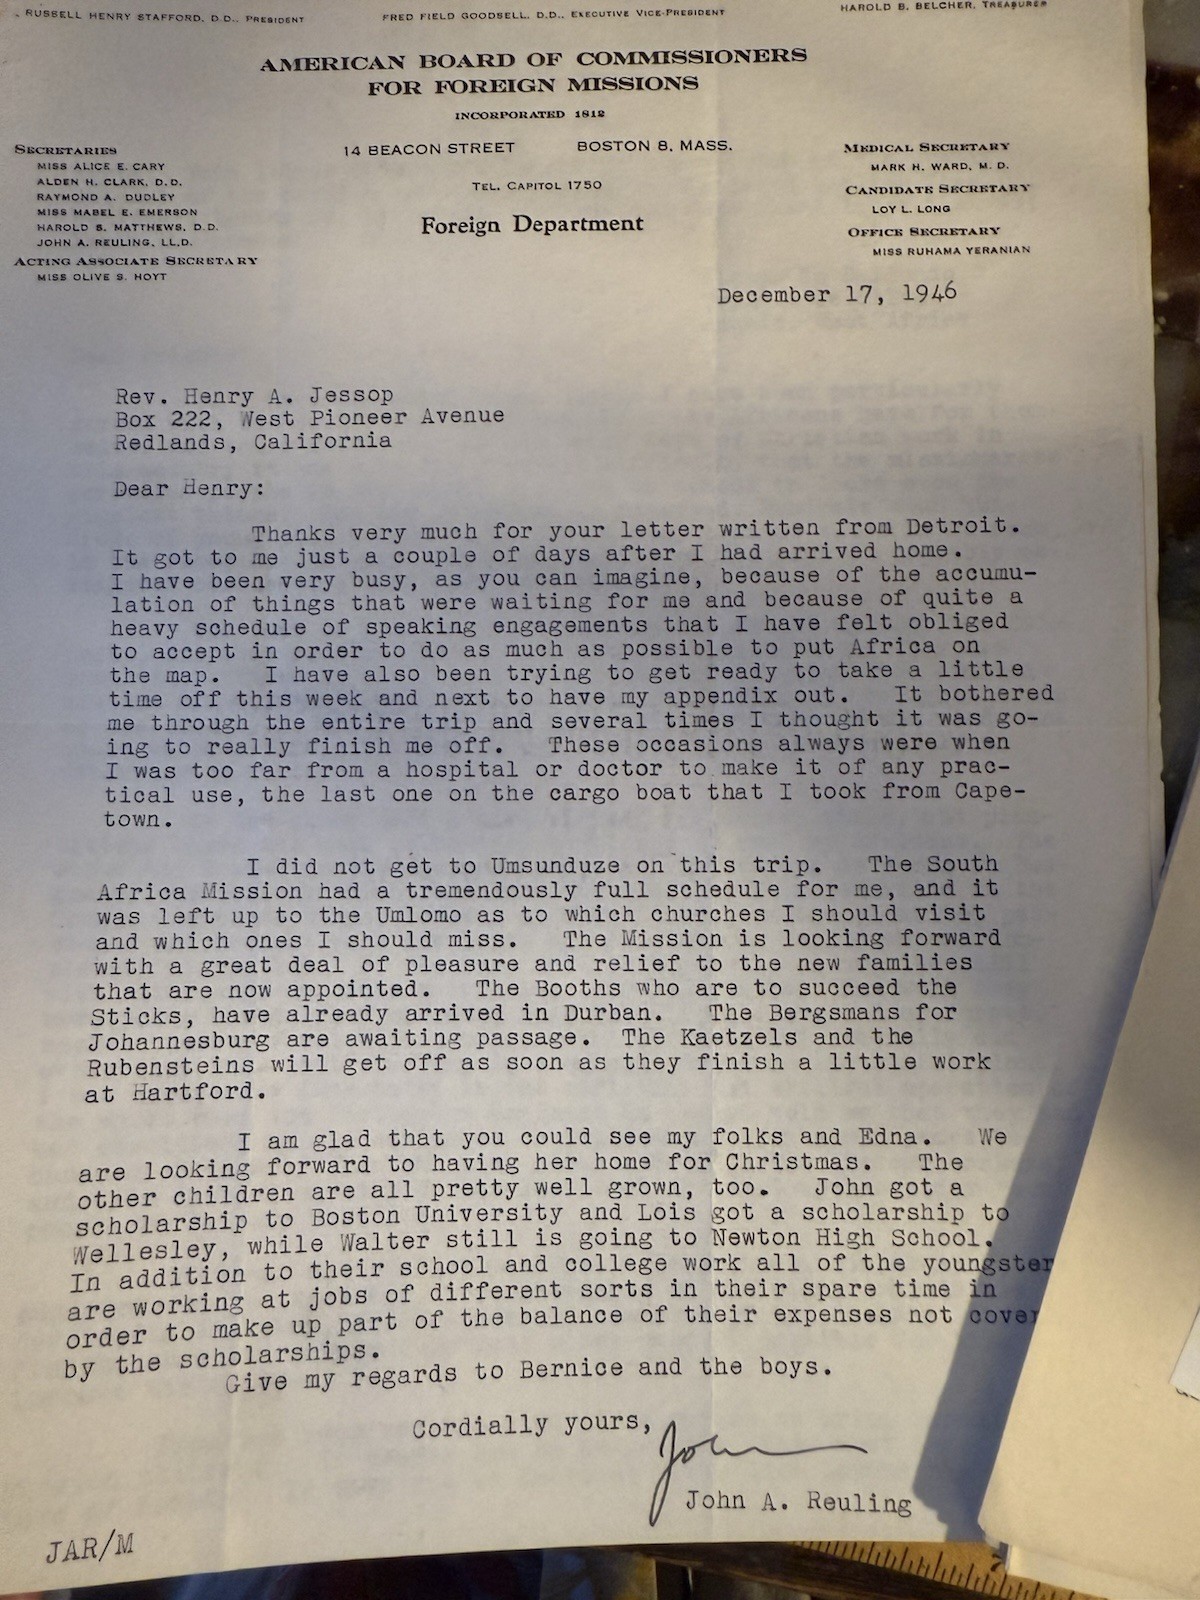 RUSSELL HENRY STAFFORD, D.D., PRESIDENT
FRED FIELD GOODSELL, D.D., EXECUTIVE VICE-PRESIDENT
HAROLD B. BELCHER, TREASURER
AMERICAN BOARD OF COMMISSIONERS
FOR FOREIGN MISSIONS
INCORPORATED 1812
14 BEACON STREET BOSTON 8, MASS.
TEL. CAPITOL 1750
Foreign Department
SECRETARIES
MISS ALICE E. CARY
ALDEN H. CLARK, D.D.
RAYMOND A. DUDLEY
MISS MABEL E. EMERSON
HAROLD S. MATTHEWS, D.D.
JOHN A. REULING, LL.D.
ACTING ASSOCIATE SECRETARY
MISS OLIVE S. HOYT
MEDICAL SECRETARY
MARK H. WARD, M. D.
CANDIDATE SECRETARY
LOY L. LONG
OFFICE SECRETARY
MISS RUHAMA YERANIAN
December 17, 1946
Rev. Henry A. Jessop
Box 222, West Pioneer Avenue
Redlands, California
Dear Henry:
Thanks very much for your letter written from Detroit.
It got to me just a couple of days after I had arrived home.
I have been very busy, as you can imagine, because of the accumu-
lation of things that were waiting for me and because of quite a
heavy schedule of speaking engagements that I have felt obliged
to accept in order to do as much as possible to put Africa on
the map. I have also been trying to get ready to take a little
time off this week and next to have my appendix out. It bothered
me through the entire trip and several times I thought it was go-
ing to really finish me off. These occasions always were when
I was too far from a hospital or doctor to make it of any prac-
tical use, the last one on the cargo boat that I took from Cape-
town.
I did not get to Umsunduze on this trip. The South
Africa Mission had a tremendously full schedule for me, and it
was left up to the Umlomo as to which churches I should visit
and which ones I should miss. The Mission is looking forward
with a great deal of pleasure and relief to the new families
that are now appointed. The Booths who are to succeed the
Sticks, have already arrived in Durban. The Bergsmans for
Johannesburg are awaiting passage. The Kaetzels and the
Rubensteins will get off as soon as they finish a little work
at Hartford.
I am glad that you could see my folks and Edna. We
are looking forward to having her home for Christmas. The
other children are all pretty well grown, too. John got a
scholarship to Boston University and Lois got a scholarship to
Wellesley, while Walter still is going to Newton High School.
In addition to their school and college work all of the youngster
are working at jobs of different sorts in their spare time in
order to make up part of the balance of their expenses not cover
by the scholarships.
Give my regards to Bernice and the boys.
Cordially yours,
John
John A. Reuling
JAR/M